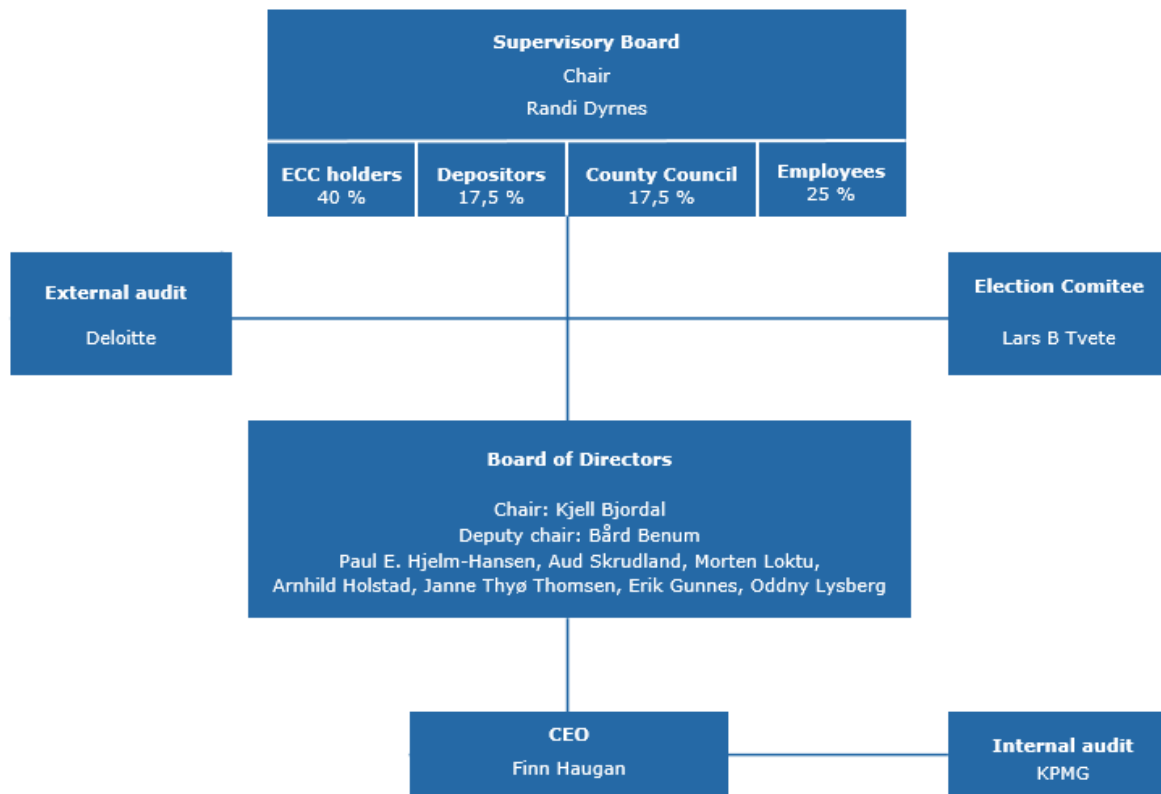 Supervisory Board
Chair
Randi Dyrnes
ECC holders
40 %
Depositors
17,5 %
County Council
17,5 %
Employees
25 %
External audit
Deloitte
Election Comitee
Lars B Tvete
Board of Directors
Chair: Kjell Bjordal
Deputy chair: Bård Benum
Paul E. Hjelm-Hansen, Aud Skrudland, Morten Loktu,
Arnhild Holstad, Janne Thyø Thomsen, Erik Gunnes, Oddny Lysberg
CEO
Finn Haugan
Internal audit
KPMG